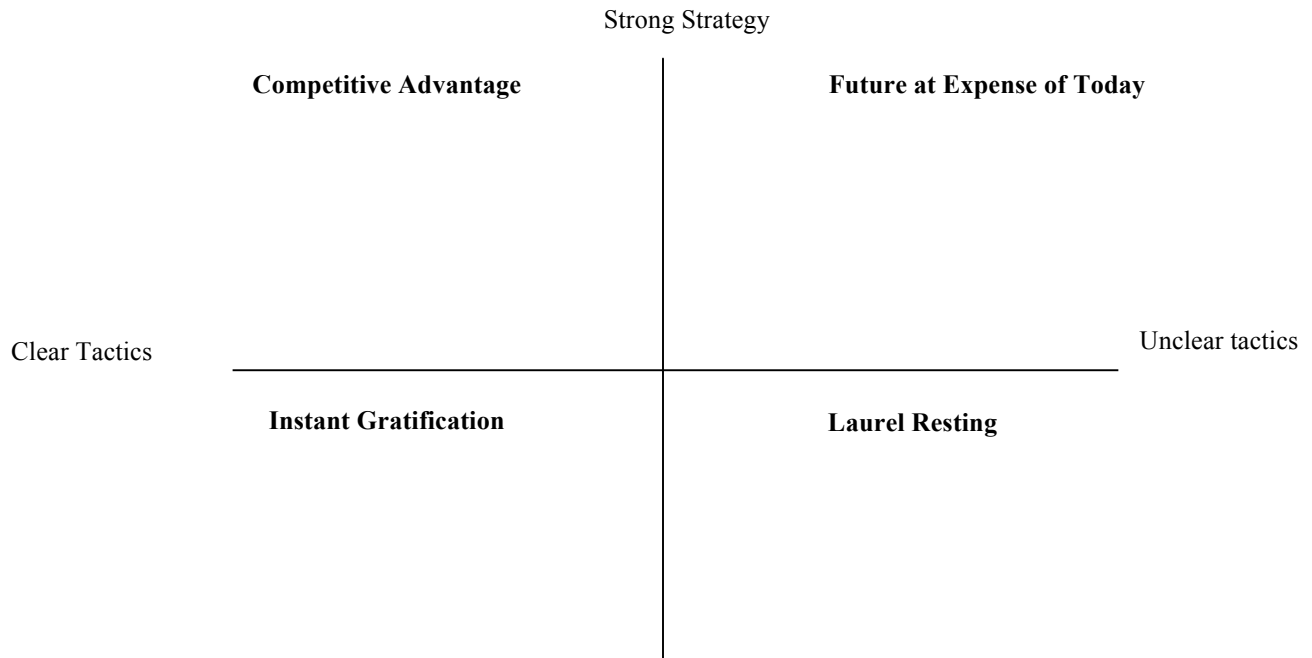 Strong Strategy
Competitive Advantage
Future at Expense of Today
Clear Tactics
Unclear tactics
Instant Gratification
Laurel Resting